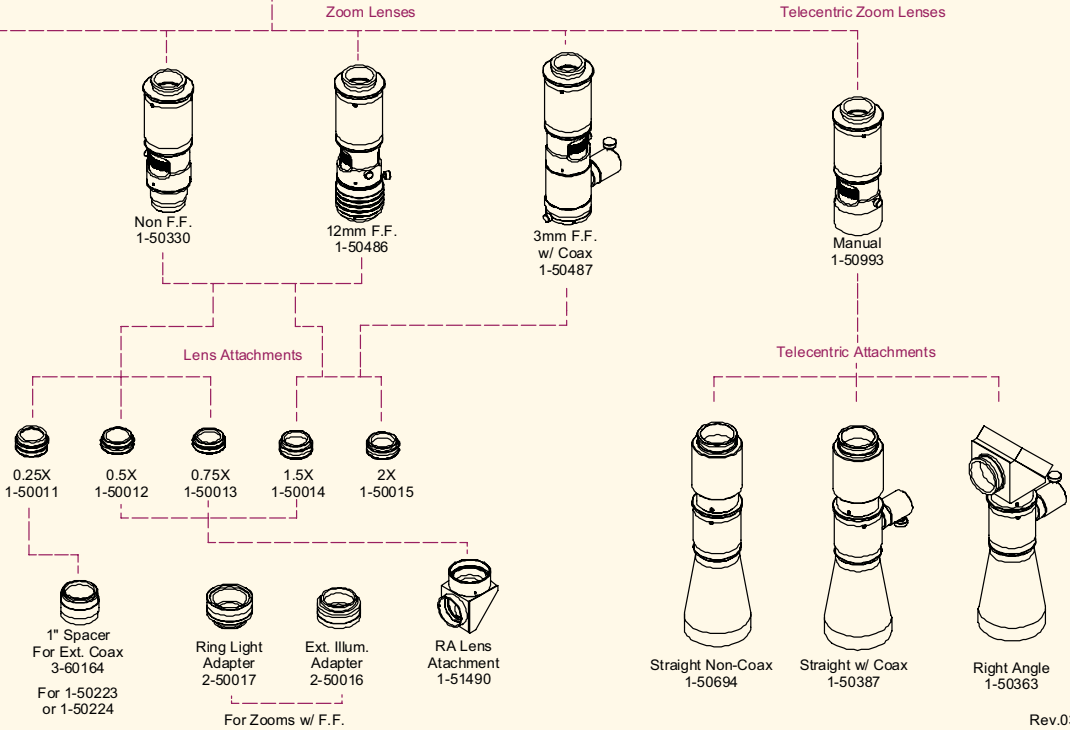 Zoom Lenses
Telecentric Zoom Lenses
Non F.F.
1-50330
12mm F.F.
1-50486
3mm F.F.
w/ Coax
1-50487
Manual
1-50993
Lens Attachments
Telecentric Attachments
0.25X
1-50011
0.5X
1-50012
0.75X
1-50013
1.5X
1-50014
2X
1-50015
1" Spacer
For Ext. Coax
3-60164
For 1-50223
or 1-50224
Ring Light
Adapter
2-50017
Ext. Illum.
Adapter
2-50016
For Zooms w/ F.F.
RA Lens
Atachment
1-51490
Straight Non-Coax
1-50694
Straight w/ Coax
1-50387
Right Angle
1-50363
Rev.03